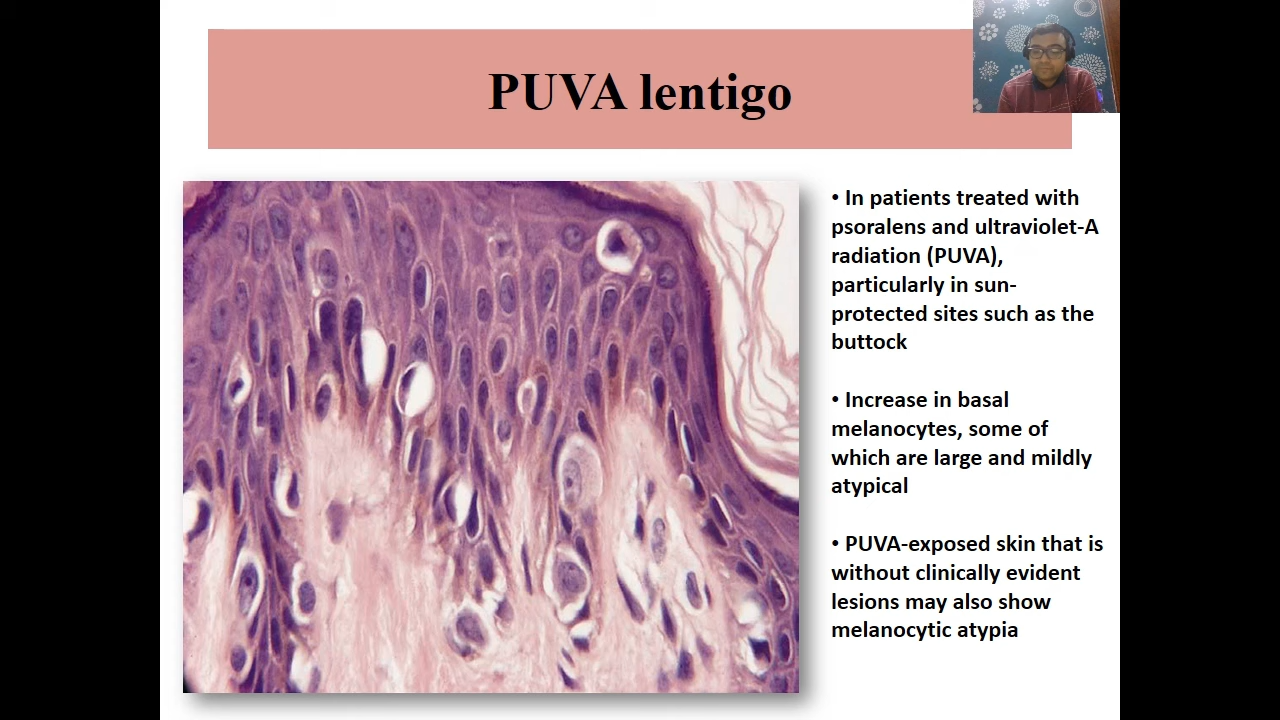 PUVA lentigo
• In patients treated with
psoralens and ultraviolet-A
radiation (PUVA),
particularly in sun-
protected sites such as the
buttock
• Increase in basal
melanocytes, some of
which are large and mildly
atypical
• PUVA-exposed skin that is
without clinically evident
lesions may also show
melanocytic atypia